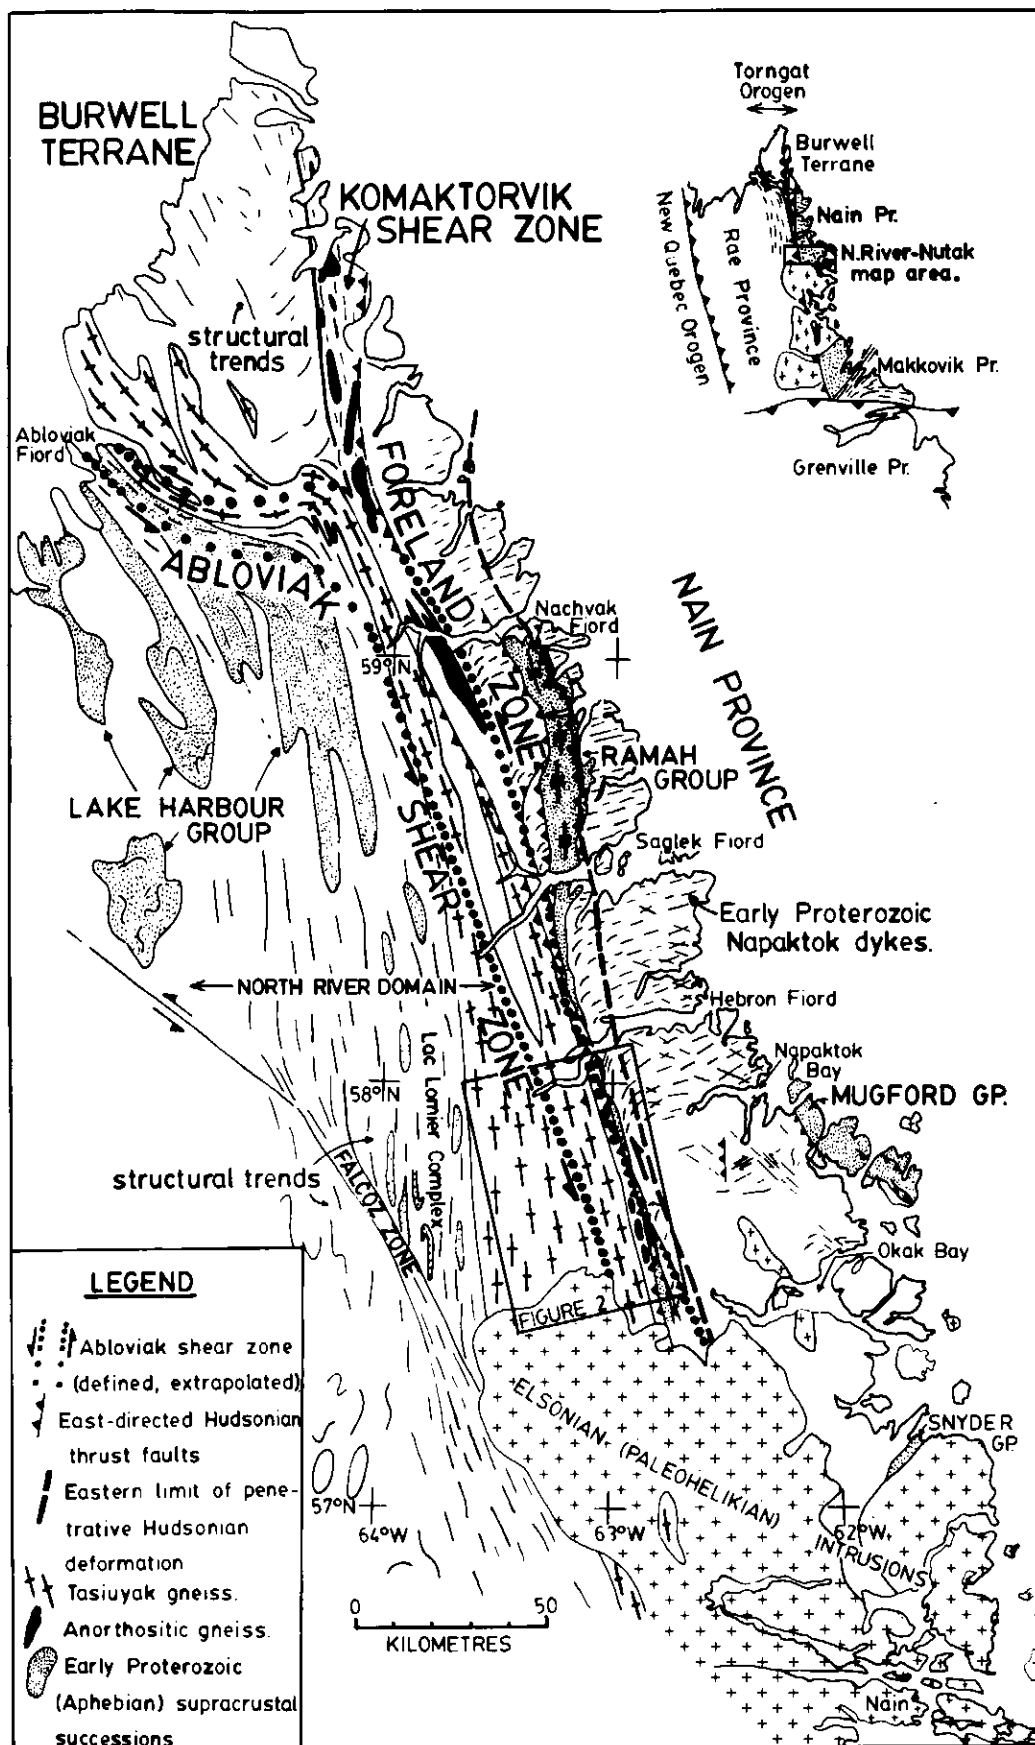 BURWELL
TERRANE
KOMAKTORVIK
SHEAR ZONE
structural
trends
Abloviak
Fiord
Torngat
Orogen
Burwell
Terrane
Nain Pr.
N.River-Nutak
map area.
New Quebec Orogen
Rae Province
Makkovik Pr.
Grenville Pr.
FORELAND ZONE
ABLOVIAK SHEAR ZONE
Nachvak
Fiord
59°N
NAIN PROVINCE
RAMAH
GROUP
LAKE HARBOUR
GROUP
Saglek Fiord
Early Proterozoic
Napaktok dykes.
NORTH RIVER DOMAIN
Hebron Fiord
Lac Lomier Complex
Napaktok
Bay
58°N
MUGFORD GP.
structural trends
FALCOZ ZONE
Okak Bay
FIGURE 2
ELSONIAN (PALEOHELIKIAN) INTRUSIONS
SNYDER
GP
57°N
64°W
63°W
62°W
0 50
KILOMETRES
Nain
LEGEND
Abloviak shear zone
(defined, extrapolated)
East-directed Hudsonian
thrust faults
Eastern limit of pene-
trative Hudsonian
deformation
Tasiuyak gneiss.
Anorthositic gneiss.
Early Proterozoic
(Aphebian) supracrustal
successions